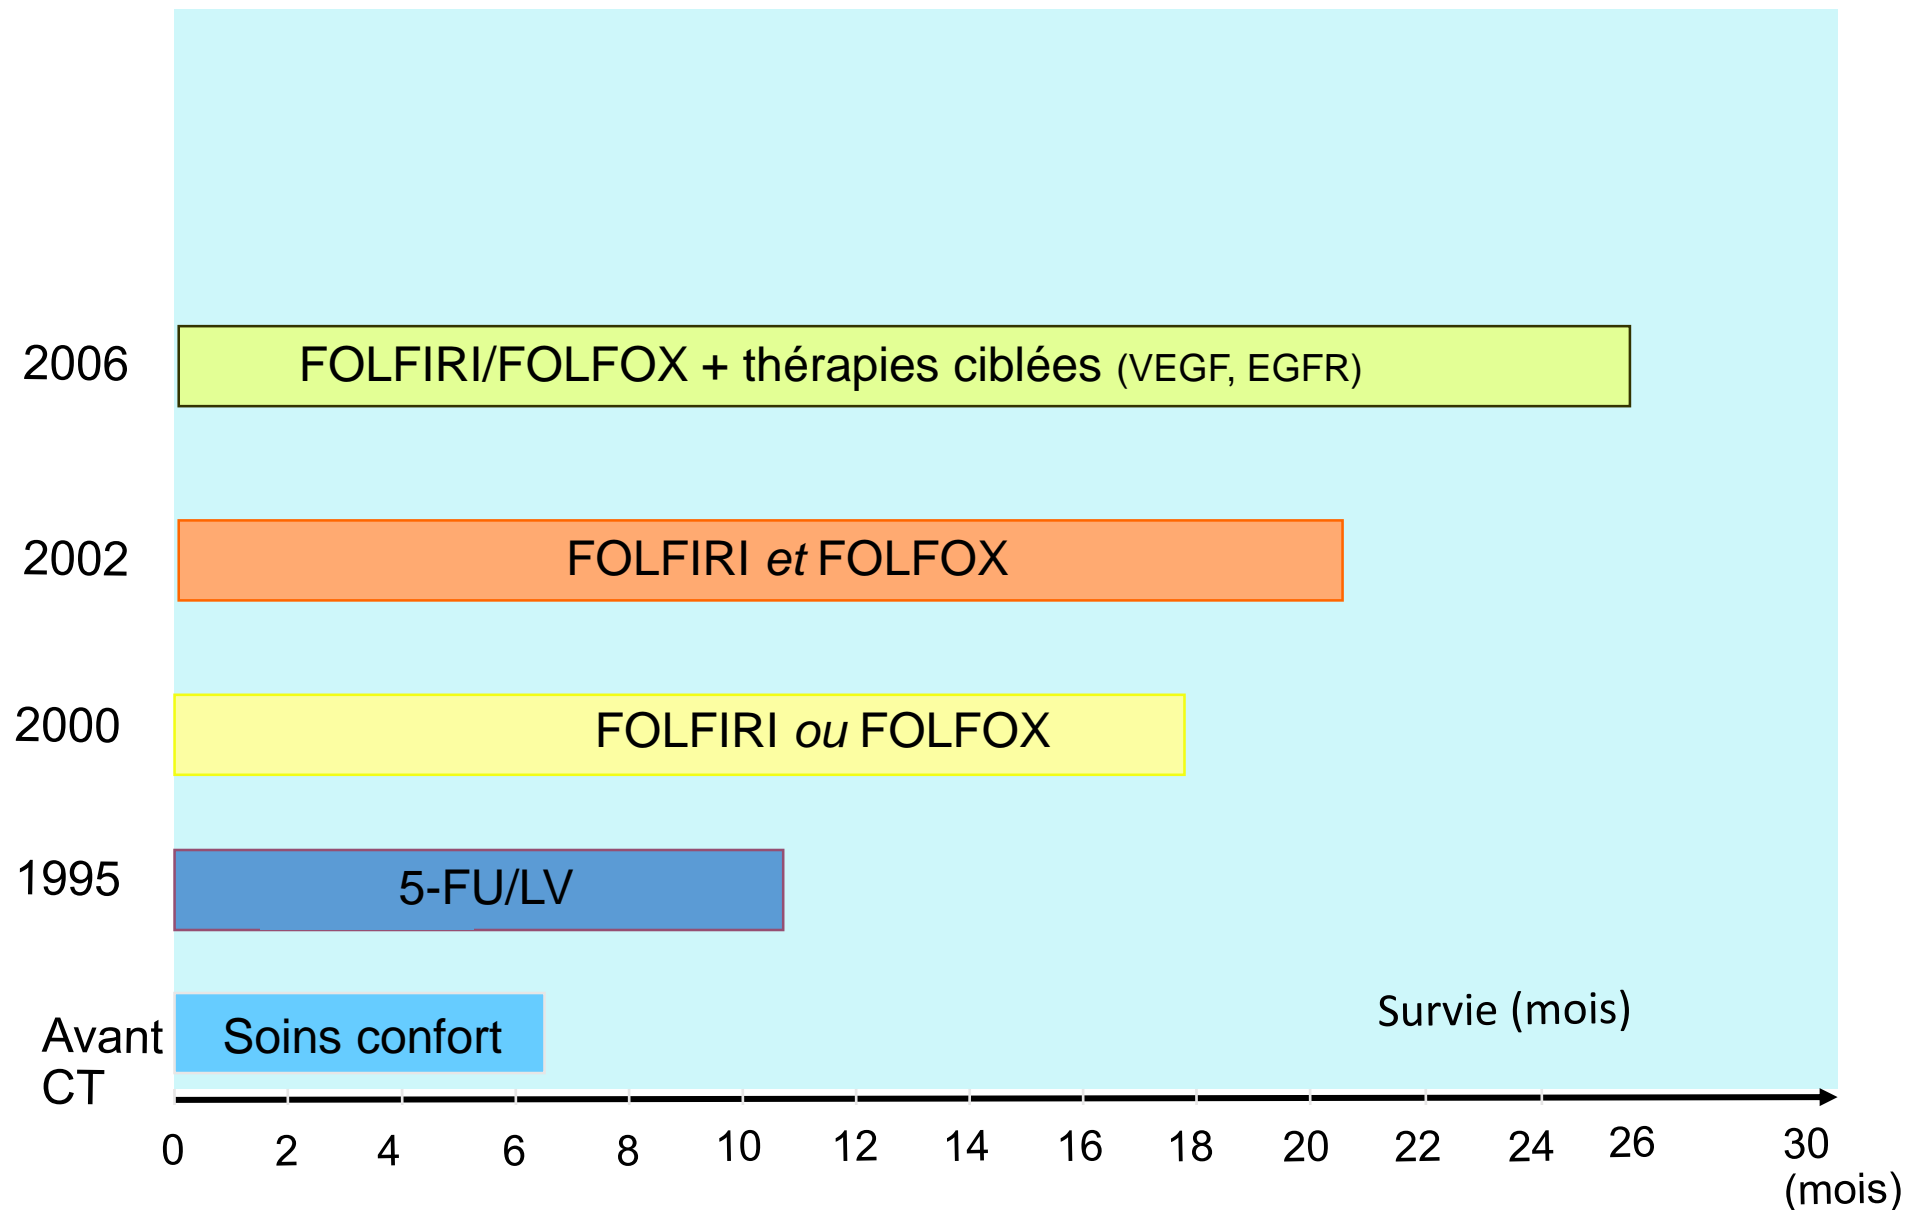 2006
FOLFIRI/FOLFOX + thérapies ciblées (VEGF, EGFR)
2002
FOLFIRI et FOLFOX
2000
FOLFIRI ou FOLFOX
1995
5-FU/LV
Avant
CT
Soins confort
Survie (mois)
0 2 4 6 8 10 12 14 16 18 20 22 24 26 30
(mois)